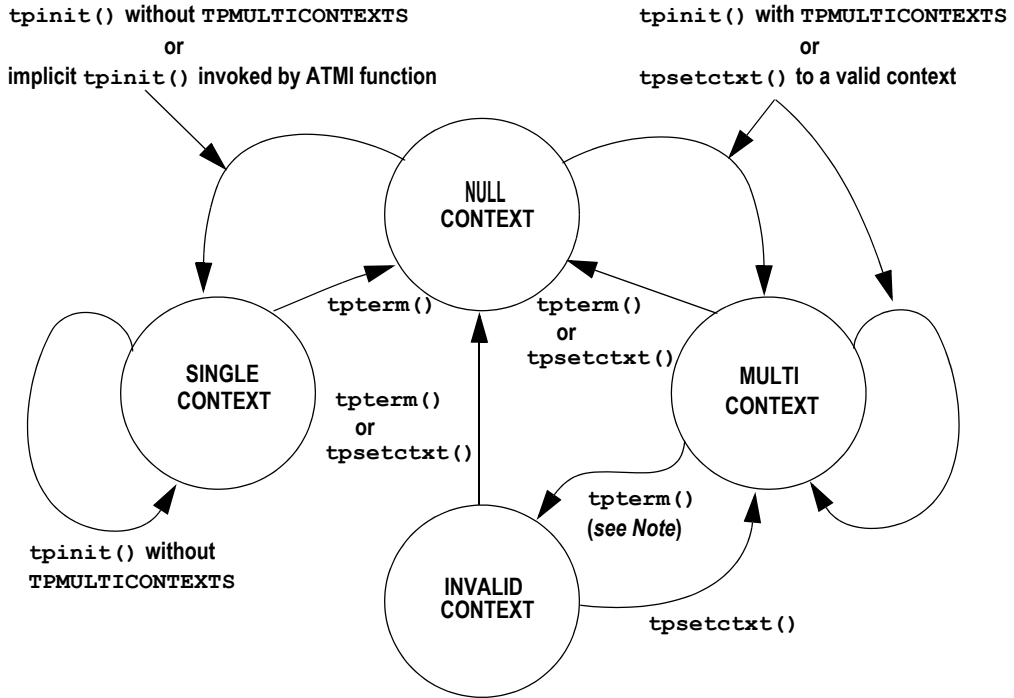 tpinit() without TPMULTICONTEXTS
or
implicit tpinit() invoked by ATMI function
tpinit() with TPMULTICONTEXTS
or
tpsetctxt() to a valid context
NULL
CONTEXT
tpterm()
tpterm()
or
tpsetctxt()
SINGLE
CONTEXT
MULTI
CONTEXT
tpterm()
or
tpsetctxt()
tpterm()
(see Note)
tpinit() without
TPMULTICONTEXTS
INVALID
CONTEXT
tpsetctxt()